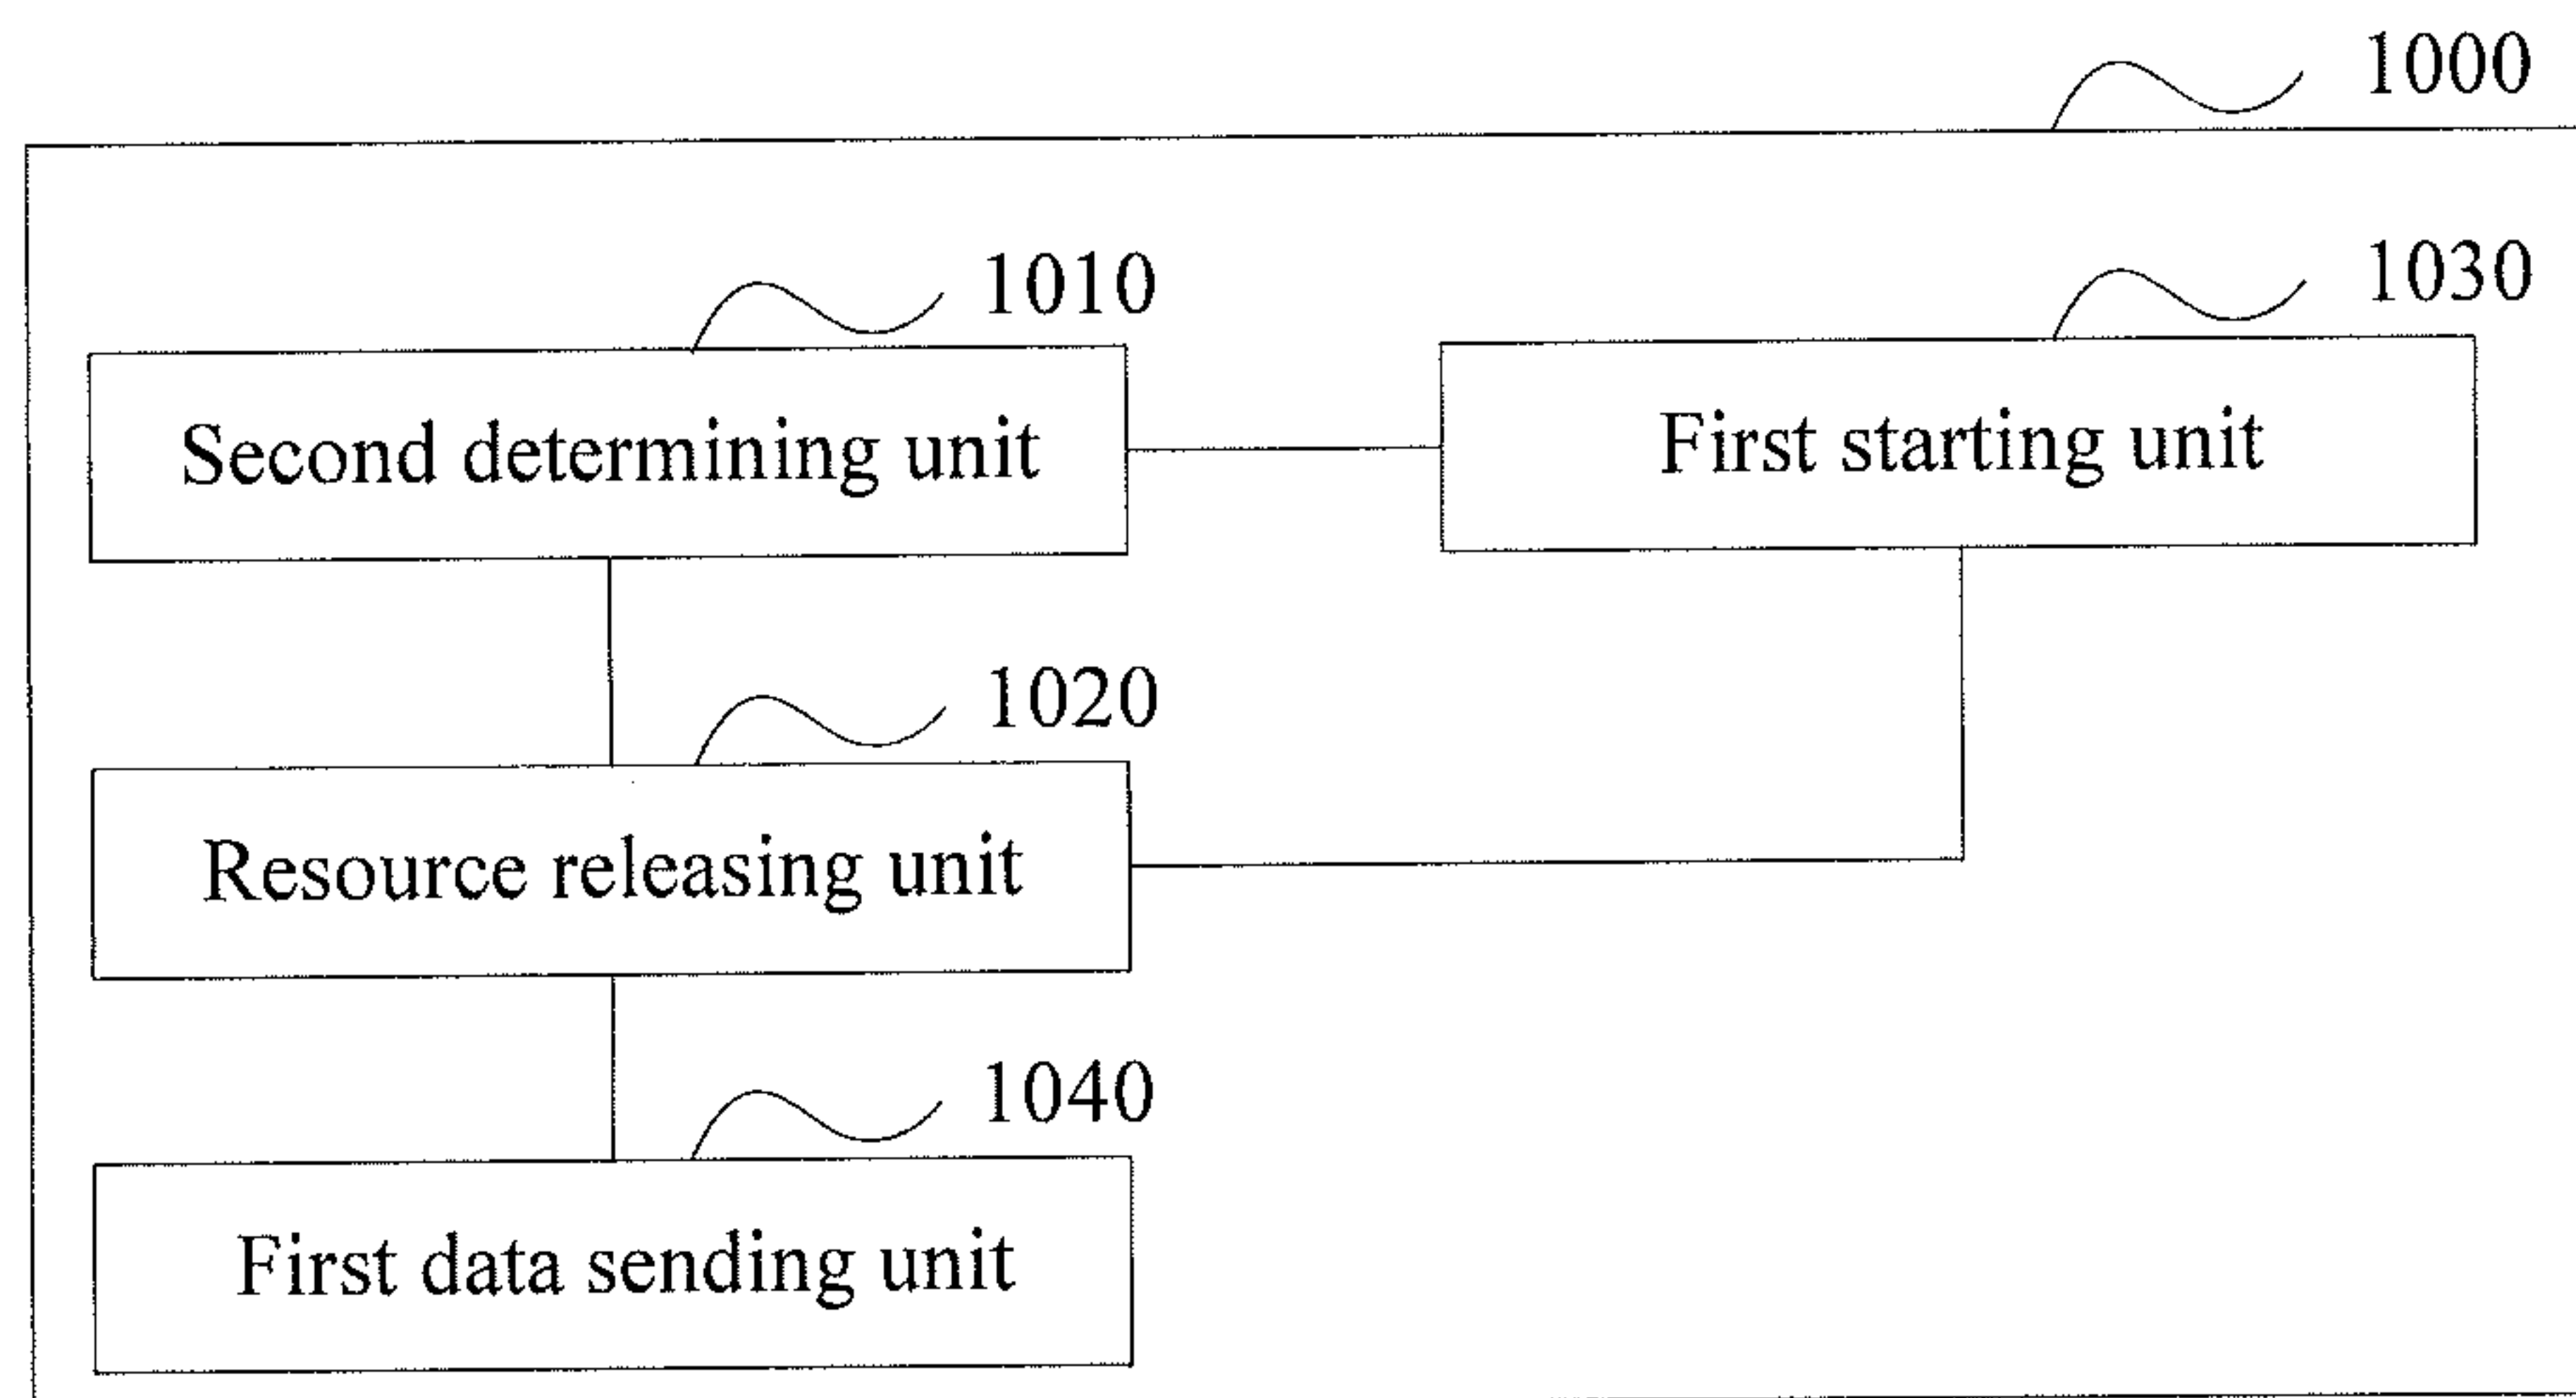 1000
1010
1030
Second determining unit
First starting unit
1020
Resource releasing unit
1040
First data sending unit